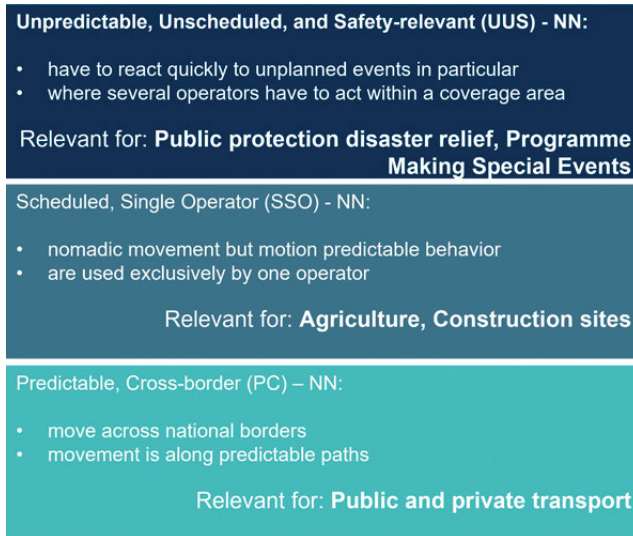 Unpredictable, Unscheduled, and Safety-relevant (UUS) - NN:
• have to react quickly to unplanned events in particular
• where several operators have to act within a coverage area
Relevant for: Public protection disaster relief, Programme
Making Special Events
Scheduled, Single Operator (SSO) - NN:
• nomadic movement but motion predictable behavior
• are used exclusively by one operator
Relevant for: Agriculture, Construction sites
Predictable, Cross-border (PC) – NN:
• move across national borders
• movement is along predictable paths
Relevant for: Public and private transport